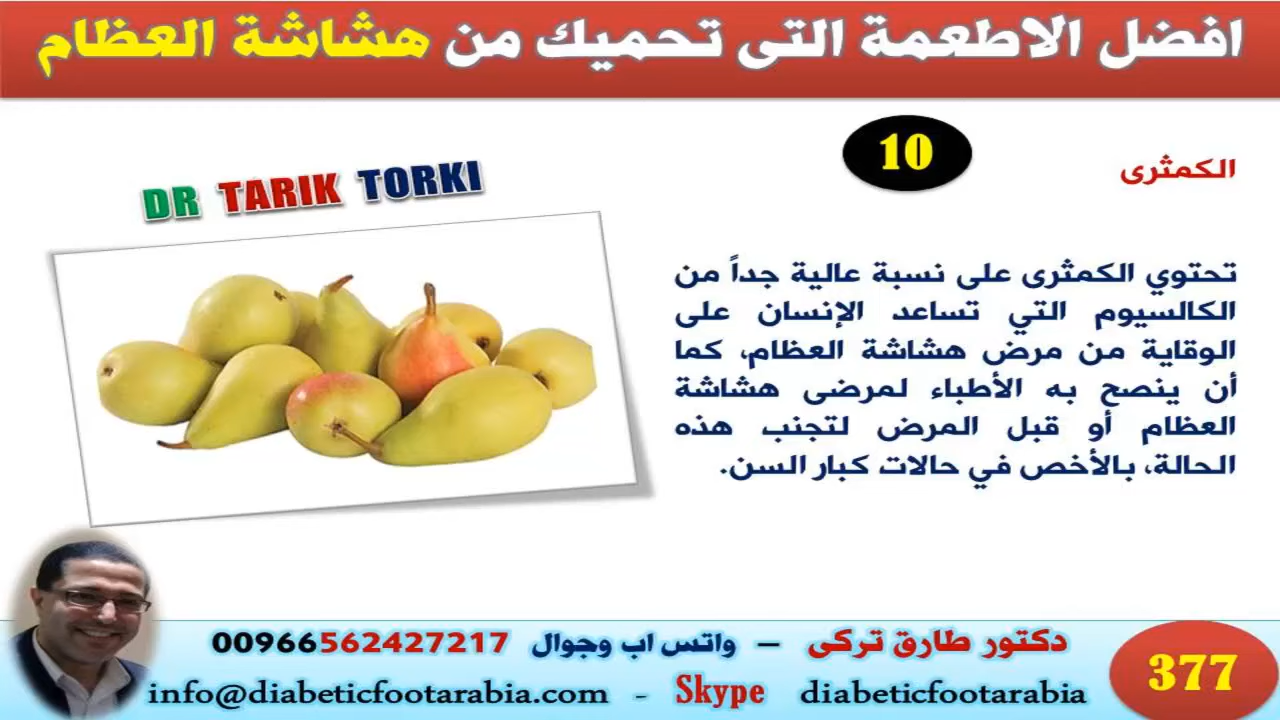 افضل الاطعمة التى تحميك من هشاشة العظام
10
الكمثرى
DR TARIK TORKI
تحتوي الكمثرى على نسبة عالية جداً من
الكالسيوم التي تساعد الإنسان على
الوقاية من مرض هشاشة العظام، كما
أن ينصح به الأطباء لمرضى هشاشة
العظام أو قبل المرض لتجنب هذه
الحالة، بالأخص في حالات كبار السن.
دكتور طارق تركى – واتس اب وجوال 00966562427217
info@diabeticfootarabia.com - Skype diabeticfootarabia
377